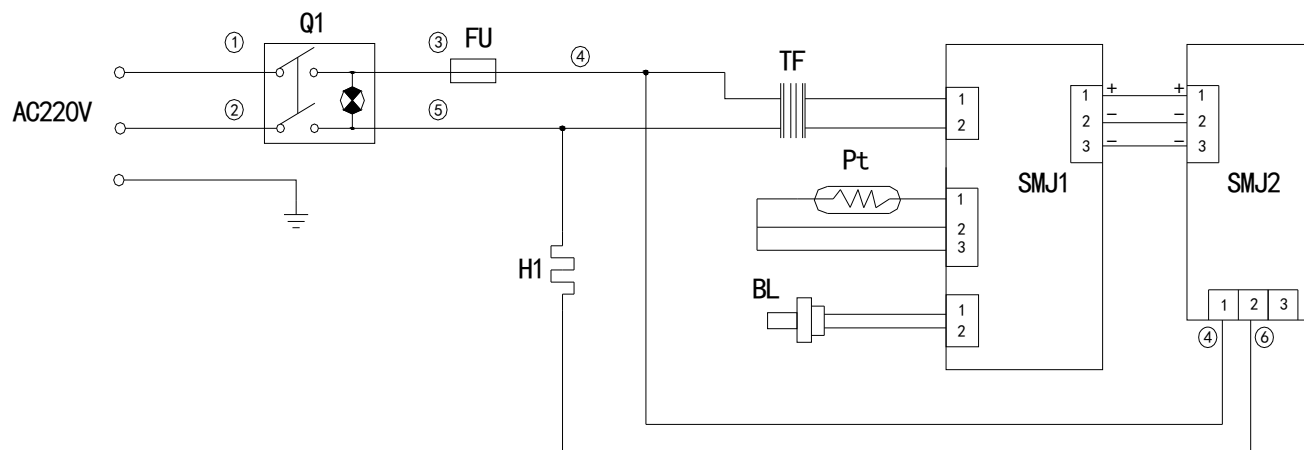 Q1
① ③ FU ④
TF
AC220V
② ⑤
1
2
1 + + 1
2 - - 2
3 - - 3
Pt
SMJ1
SMJ2
1
2
3
H1
BL
1
2
1 2 3
④ ⑥